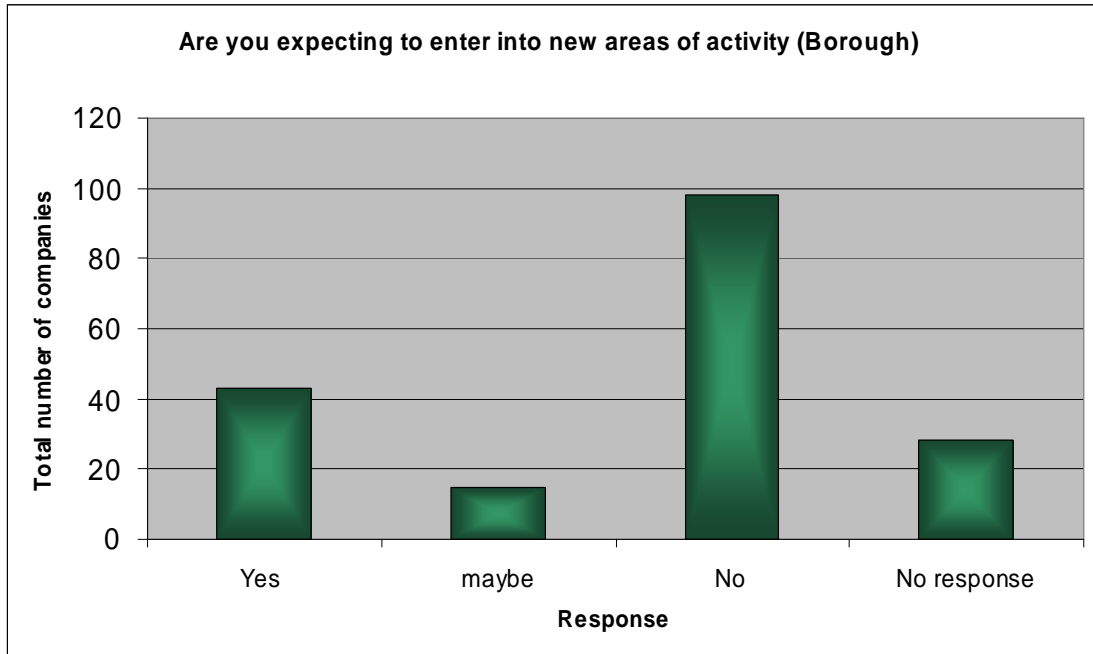 Are you expecting to enter into new areas of activity (Borough)
Total number of companies
120
100
80
60
40
20
0
Yes
maybe
No
No response
Response